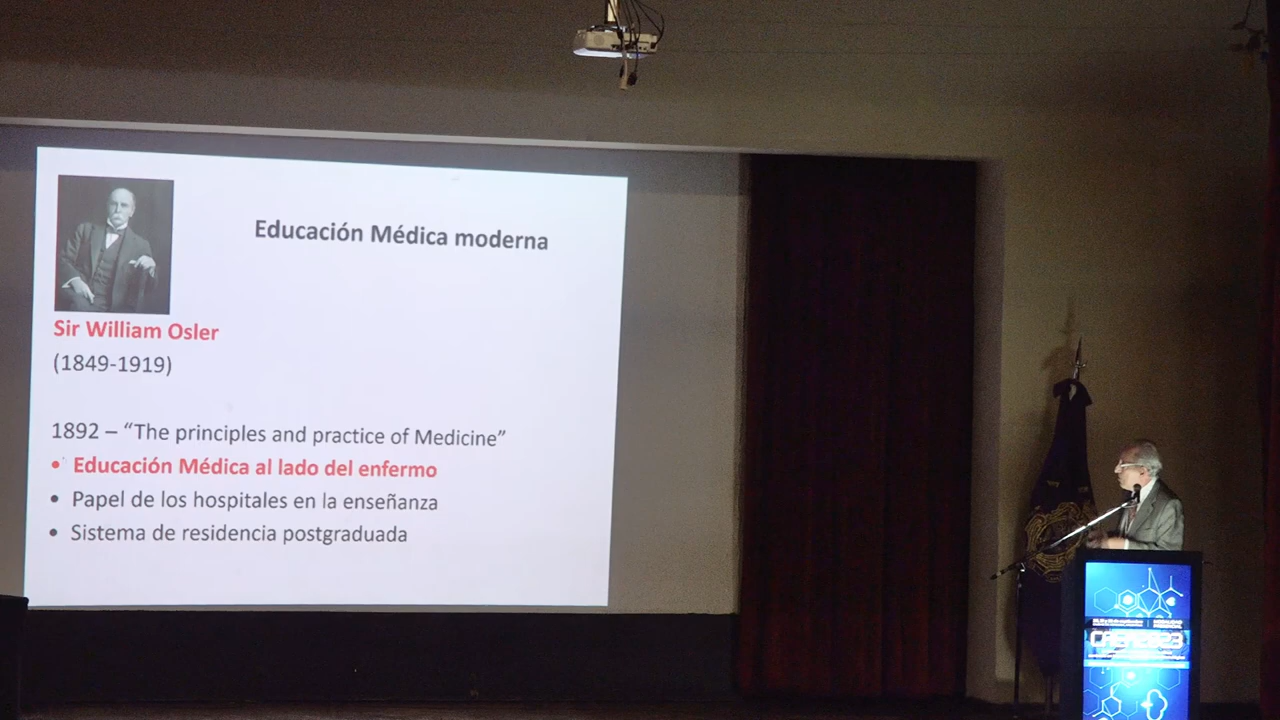 Educación Médica moderna
Sir William Osler
(1849-1919)
1892 – “The principles and practice of Medicine”
• Educación Médica al lado del enfermo
• Papel de los hospitales en la enseñanza
• Sistema de residencia postgraduada
MODALIDAD